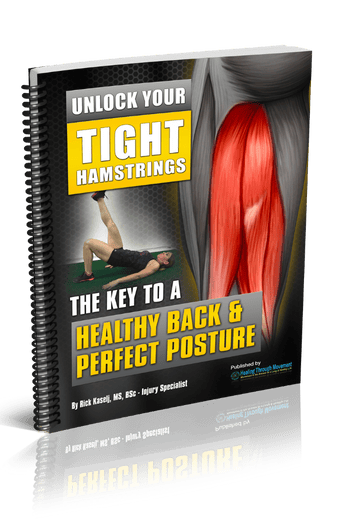 UNLOCK YOUR
TIGHT
HAMSTRINGS
THE KEY TO A
HEALTHY BACK &
PERFECT POSTURE
Published by
Healing Through Movement
By Rick Kaselj, MS, BSc - Injury Specialist